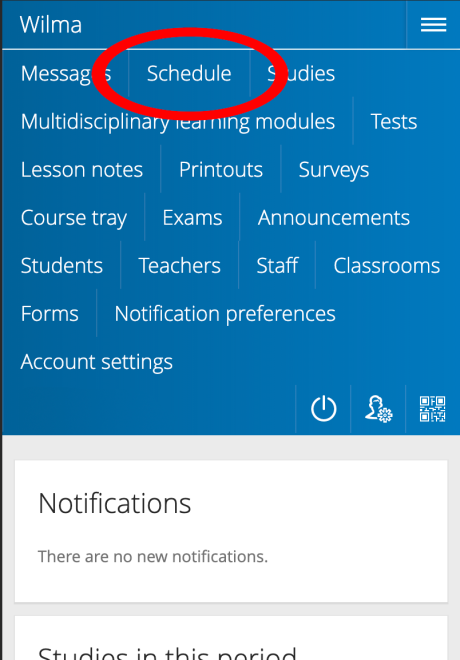 Wilma
Messages Schedule Studies
Multidisciplinary learning modules Tests
Lesson notes Printouts Surveys
Course tray Exams Announcements
Students Teachers Staff Classrooms
Forms Notification preferences
Account settings
Notifications
There are no new notifications.
Studies in this period